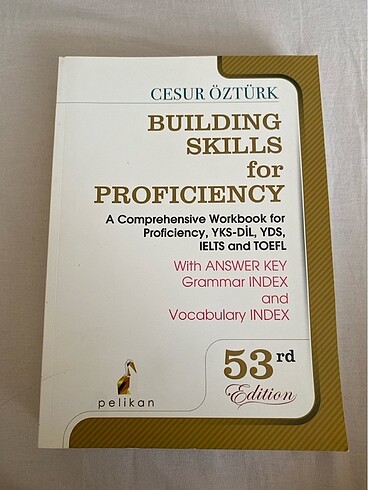 CESUR ÖZTÜRK
BUILDING
SKILLS
for
PROFICIENCY
A Comprehensive Workbook for
Proficiency, YKS-DİL, YDS,
IELTS and TOEFL
With ANSWER KEY
Grammar INDEX
and
Vocabulary INDEX
53rd
Edition
pelikan